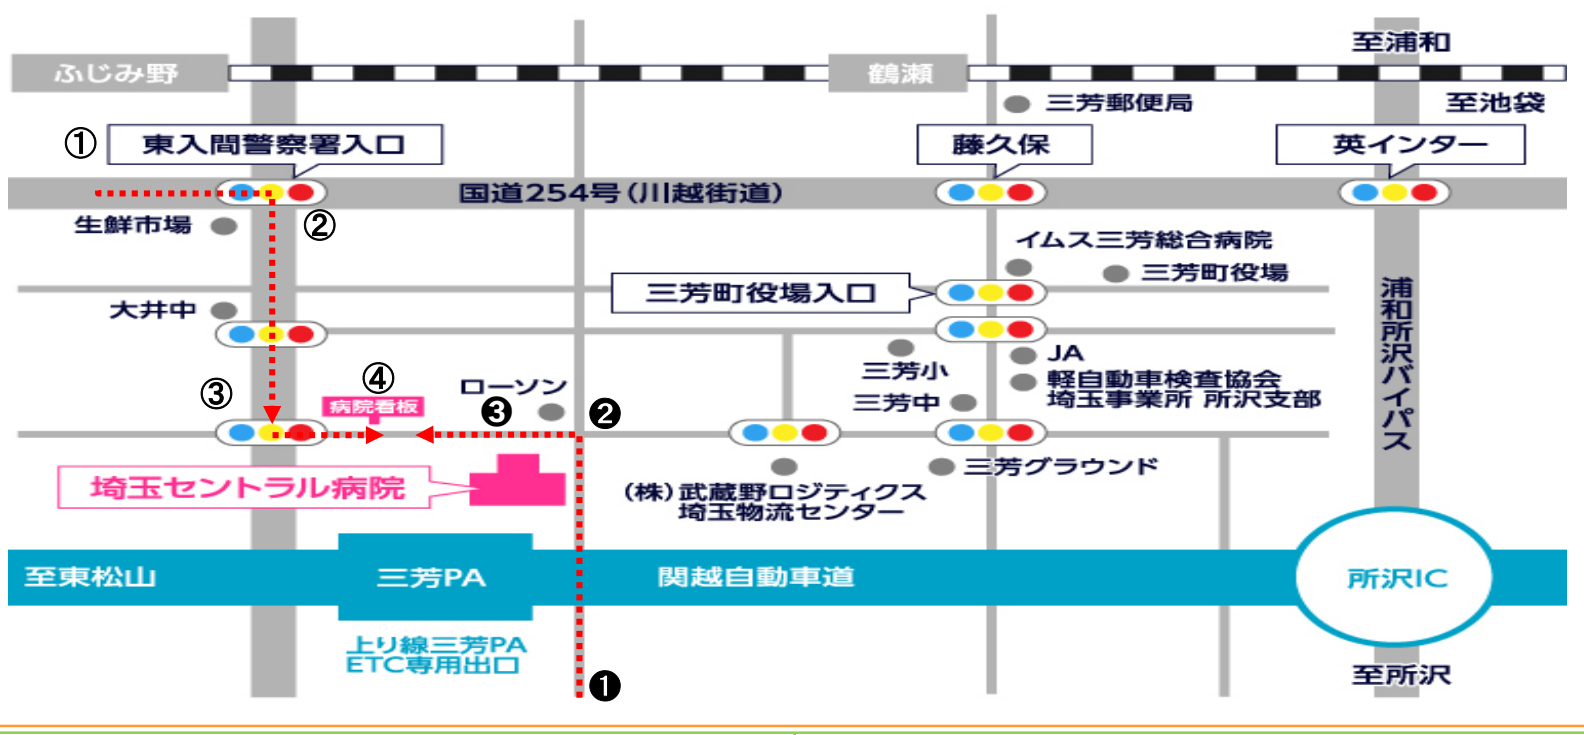 至浦和
ふじみ野
鶴瀬
三芳郵便局
至池袋
①
東入間警察署入口
藤久保
英インター
国道254号(川越街道)
生鮮市場
②
イムス三芳総合病院
三芳町役場
三芳町役場入口
大井中
浦和所沢バイパス
JA
三芳小
軽自動車検査協会
埼玉事業所 所沢支部
③
④
病院看板
ローソン
❸
❷
三芳中
三芳グラウンド
埼玉セントラル病院
(株)武蔵野ロジティクス
埼玉物流センター
至東松山
三芳PA
関越自動車道
所沢IC
上り線三芳PA
ETC専用出口
❶
至所沢